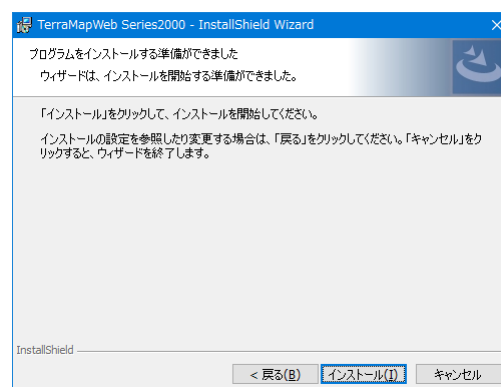 TerraMapWeb Series2000 - InstallShield Wizard
プログラムをインストールする準備ができました
ウィザードは、インストールを開始する準備ができました。
「インストール」をクリックして、インストールを開始してください。
インストールの設定を参照したり変更する場合は、「戻る」をクリックしてください。「キャンセル」をク
リックすると、ウィザードを終了します。
InstallShield
< 戻る(B)
インストール(I)
キャンセル